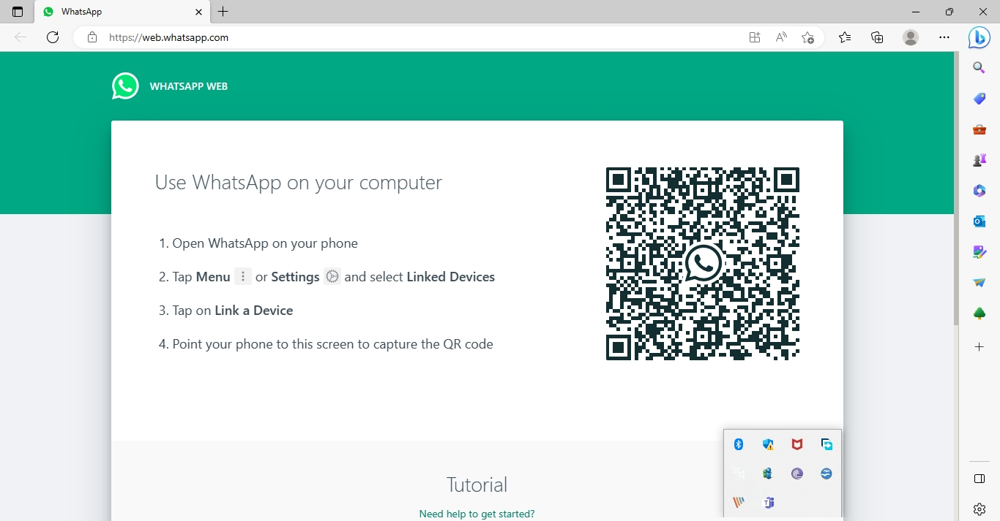 WhatsApp
https://web.whatsapp.com
WHATSAPP WEB
Use WhatsApp on your computer
1. Open WhatsApp on your phone
2. Tap Menu or Settings and select Linked Devices
3. Tap on Link a Device
4. Point your phone to this screen to capture the QR code
Tutorial
Need help to get started?